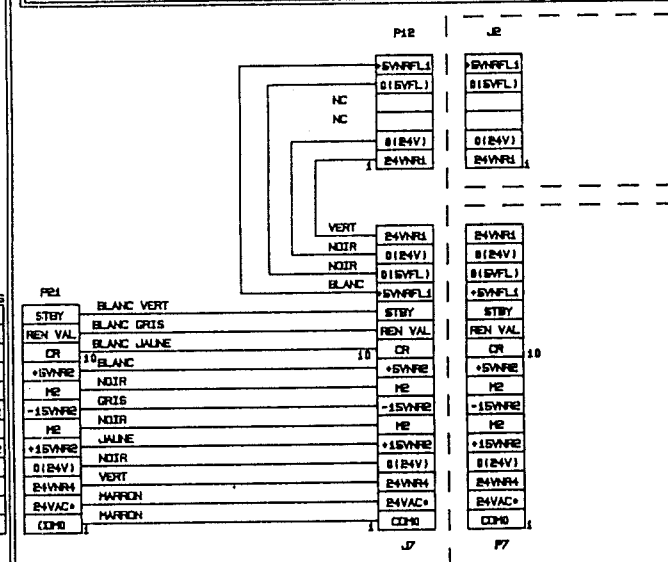 P12 J2
+5VNRFL1 +5VNRFL1
0(5VFL) 0(5VFL)
NC
NC
0(24V) 0(24V)
24VNR1 24VNR1
1 1
VERT 24VNR1 24VNR1
NOIR 0(24V) 0(24V)
NOIR 0(5VFL) 0(5VFL)
BLANC +5VNRFL1 +5VNFL1
P21
STBY BLANC VERT STBY STBY
REN VAL BLANC GRIS REN VAL REN VAL
CR BLANC JAUNE CR CR
10 10 10
+5VNR2 BLANC +5VNR2 +5VNR2
M2 NOIR M2 M2
-15VNR2 GRIS -15VNR2 -15VNR2
M2 NOIR M2 M2
+15VNR2 JAUNE +15VNR2 +15VNR2
0(24V) NOIR 0(24V) 0(24V)
24VNR4 VERT 24VNR4 24VNR4
24VAC* MARRON 24VAC* 24VAC*
COM0 MARRON COM0 COM0
1 1 1
J7 P7